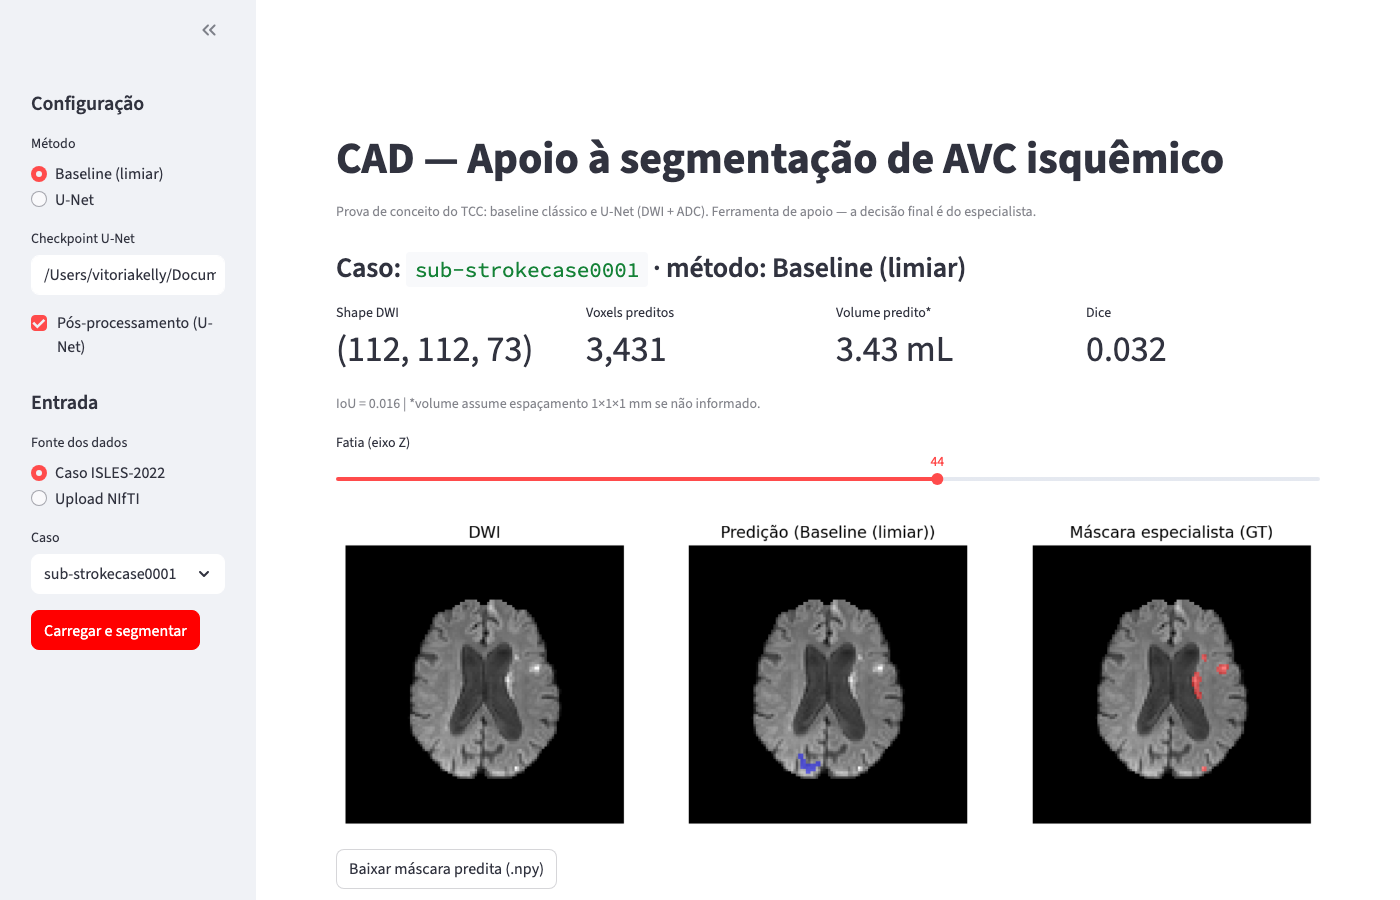 Configuração
Método
Baseline (limiar)
U-Net
Checkpoint U-Net
/Users/vitoriakelly/Docum
Pós-processamento (U-
Net)
Entrada
Fonte dos dados
Caso ISLES-2022
Upload NIfTI
Caso
sub-strokecase0001
Carregar e segmentar
CAD — Apoio à segmentação de AVC isquêmico
Prova de conceito do TCC: baseline clássico e U-Net (DWI + ADC). Ferramenta de apoio — a decisão final é do especialista.
Caso: sub-strokecase0001 · método: Baseline (limiar)
Shape DWI
(112, 112, 73)
Voxels preditos
3,431
Volume predito*
3.43 mL
Dice
0.032
IoU = 0.016 | *volume assume espaçamento 1×1×1 mm se não informado.
Fatia (eixo Z)
44
DWI
Predição (Baseline (limiar))
Máscara especialista (GT)
Baixar máscara predita (.npy)